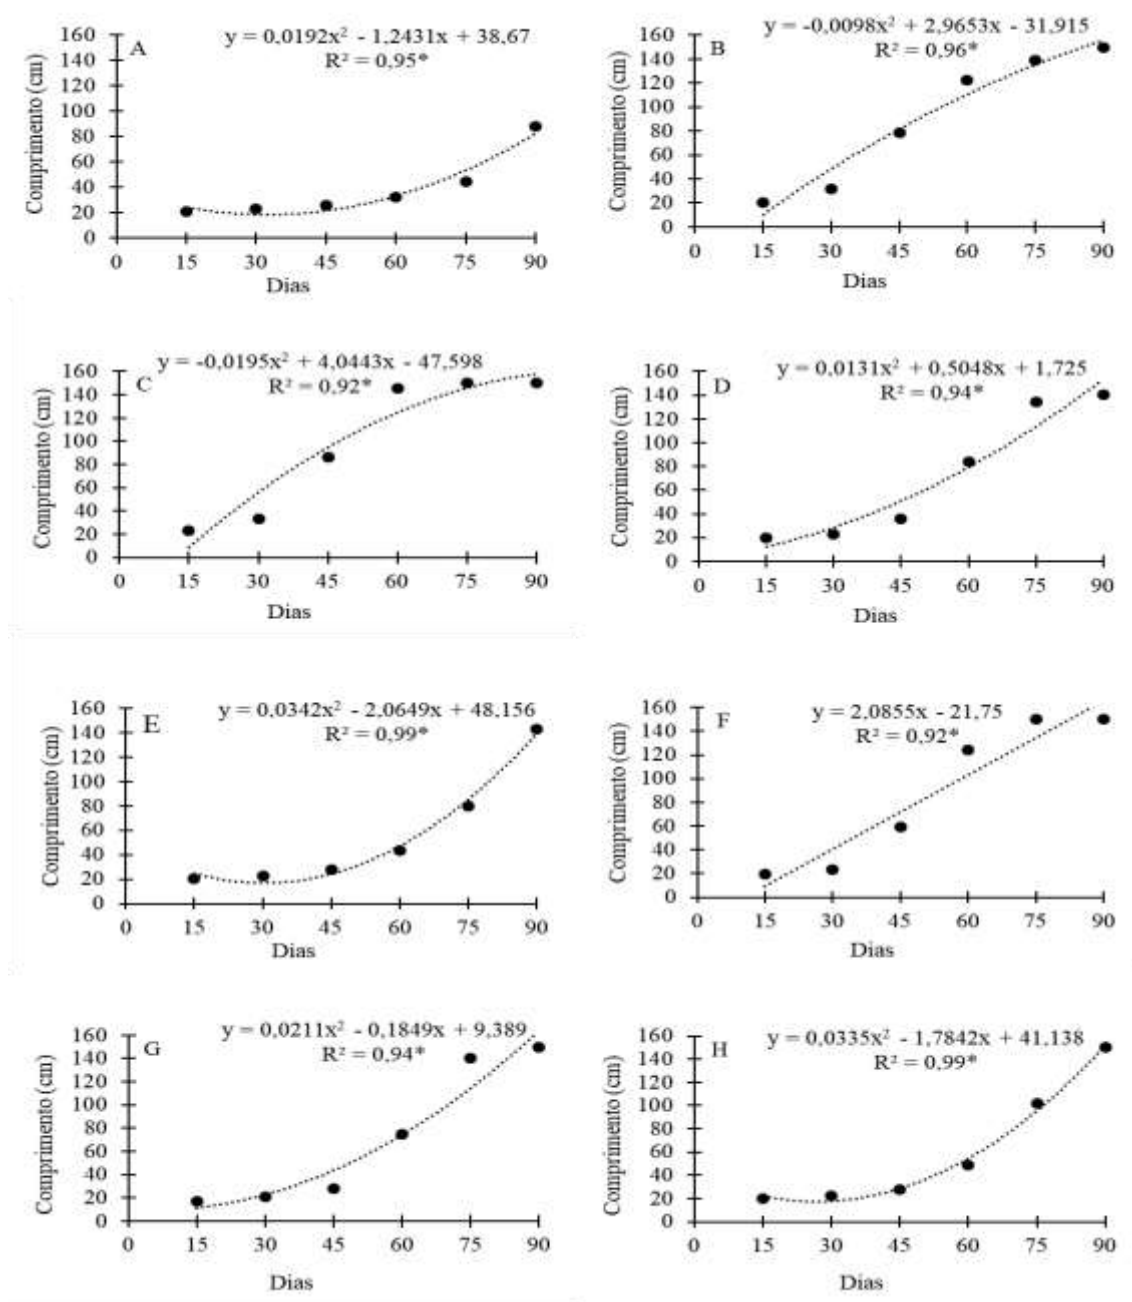 A
y = 0,0192x² - 1,2431x + 38,67
R² = 0,95*
Comprimento (cm)
160
140
120
100
80
60
40
20
0
0 15 30 45 60 75 90
Dias
B
y = -0,0098x² + 2,9653x - 31,915
R² = 0,96*
Comprimento (cm)
160
140
120
100
80
60
40
20
0
0 15 30 45 60 75 90
Dias
C
y = -0,0195x² + 4,0443x - 47,598
R² = 0,92*
Comprimento (cm)
160
140
120
100
80
60
40
20
0
0 15 30 45 60 75 90
Dias
D
y = 0,0131x² + 0,5048x + 1,725
R² = 0,94*
Comprimento (cm)
160
140
120
100
80
60
40
20
0
0 15 30 45 60 75 90
Dias
E
y = 0,0342x² - 2,0649x + 48,156
R² = 0,99*
Comprimento (cm)
160
140
120
100
80
60
40
20
0
0 15 30 45 60 75 90
Dias
F
y = 2,0855x - 21,75
R² = 0,92*
Comprimento (cm)
160
140
120
100
80
60
40
20
0
0 15 30 45 60 75 90
Dias
G
y = 0,0211x² - 0,1849x + 9,389
R² = 0,94*
Comprimento (cm)
160
140
120
100
80
60
40
20
0
0 15 30 45 60 75 90
Dias
H
y = 0,0335x² - 1,7842x + 41,138
R² = 0,99*
Comprimento (cm)
160
140
120
100
80
60
40
20
0
0 15 30 45 60 75 90
Dias